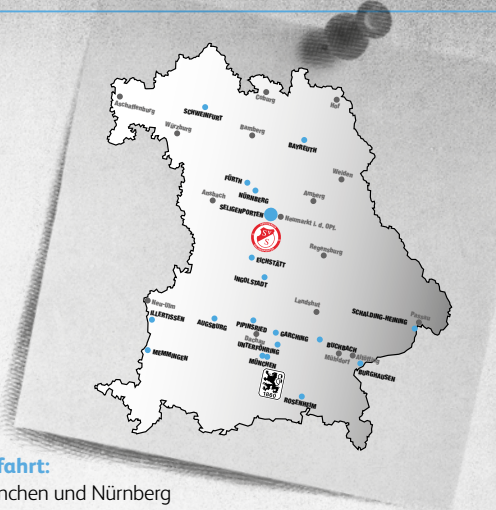 Coburg
Hof
Aschaffenburg
SCHWEINFURT
Würzburg
Bamberg
BAYREUTH
Weiden
FÜRTH
NÜRNBERG
Ansbach
Amberg
SELIGENPORTEN
Neumarkt i. d. OPf.
Regensburg
EICHSTÄTT
INGOLSTADT
Neu-Ulm
ILLERTISSEN
Landshut
SCHALDING-HEINING
Passau
AUGSBURG
PIPINSRIED
GARCHING
Dachau
UNTERFÖHRING
BUCHBACH
Mühldorf
Altötting
MÜNCHEN
BURGHAUSEN
MEMMINGEN
1860
ROSENHEIM
fahrt:
nchen und Nürnberg